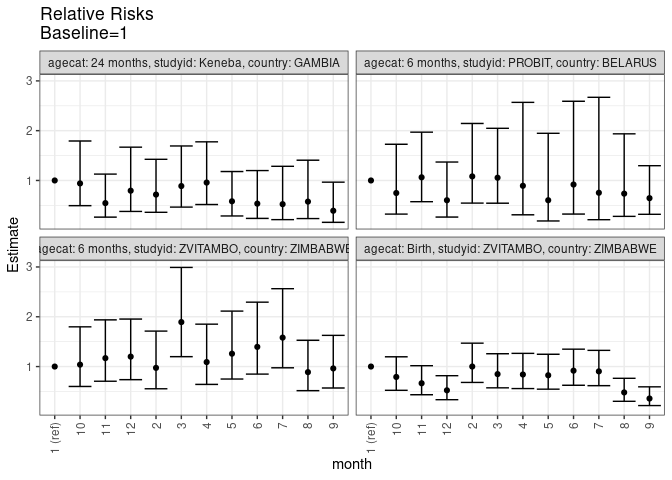 Relative Risks
Baseline=1
agecat: 24 months, studyid: Keneba, country: GAMBIA
agecat: 6 months, studyid: PROBIT, country: BELARUS
3
2
1
agecat: 6 months, studyid: ZVITAMBO, country: ZIMBABWE
agecat: Birth, studyid: ZVITAMBO, country: ZIMBABWE
3
2
1
Estimate
1 (ref) 10 11 12 2 3 4 5 6 7 8 9
1 (ref) 10 11 12 2 3 4 5 6 7 8 9
month